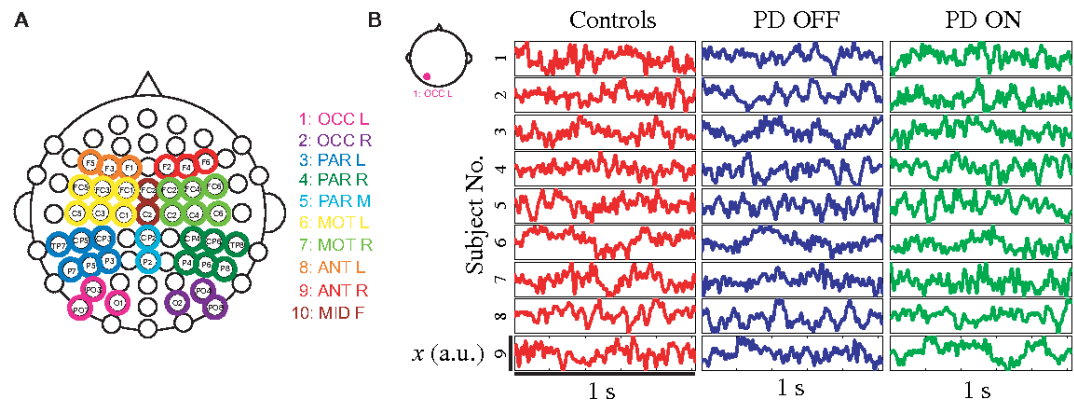 A
F5 F3 F1 F2 F4 F6
FC5 FC3 FC1 FCz FC2 FC4 FC6
C5 C3 C1 Cz C2 C4 C6
TP7 CP5 CP3 CPz CP4 CP6 TP8
P7 P5 P3 Pz P4 P6 P8
PO3 PO4
PO7 O1 O2 PO8
1: OCC L
2: OCC R
3: PAR L
4: PAR R
5: PAR M
6: MOT L
7: MOT R
8: ANT L
9: ANT R
10: MID F
B
1: OCC L
Controls PD OFF PD ON
Subject No.
1
2
3
4
5
6
7
8
9
x (a.u.)
1 s 1 s 1 s